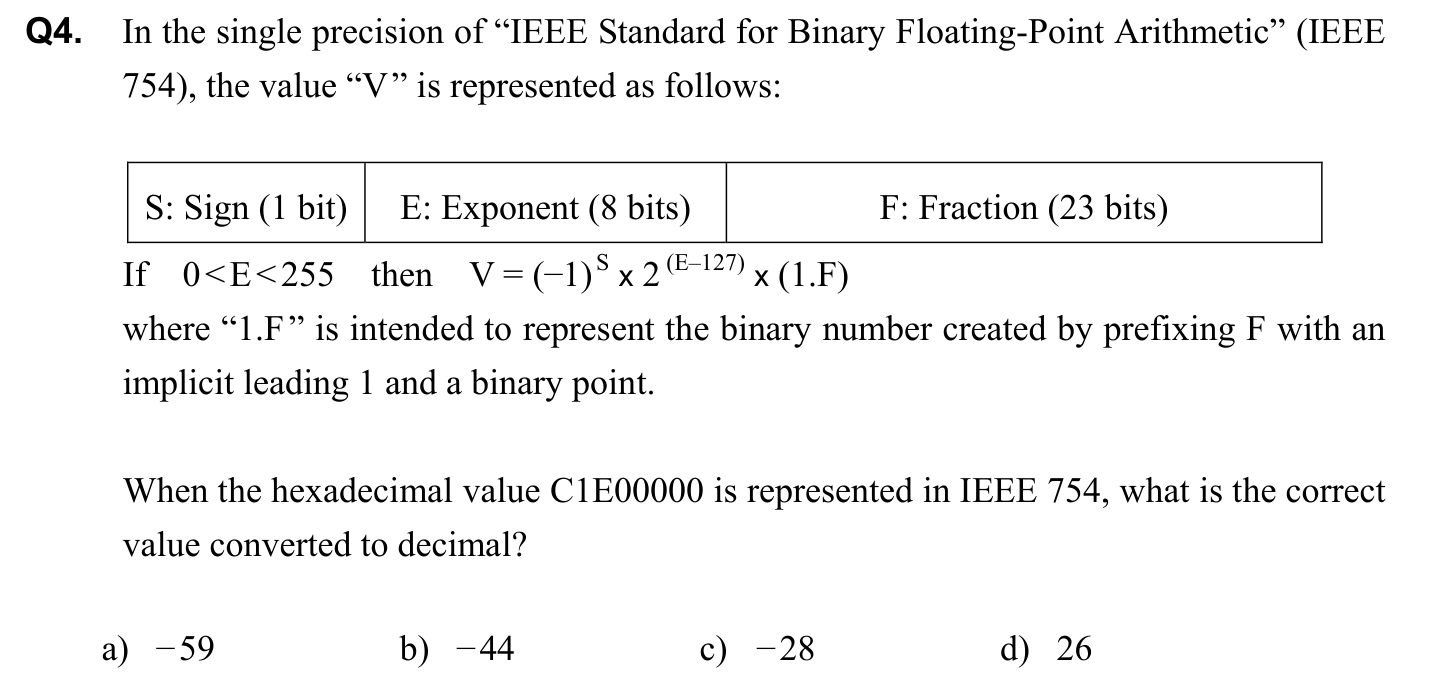 Q4. In the single precision of “IEEE Standard for Binary Floating-Point Arithmetic” (IEEE
754), the value “V” is represented as follows:
S: Sign (1 bit) E: Exponent (8 bits) F: Fraction (23 bits)
If 0<E<255 then V = (−1)^S x 2^(E–127) x (1.F)
where “1.F” is intended to represent the binary number created by prefixing F with an
implicit leading 1 and a binary point.
When the hexadecimal value C1E00000 is represented in IEEE 754, what is the correct
value converted to decimal?
a) −59 b) −44 c) −28 d) 26